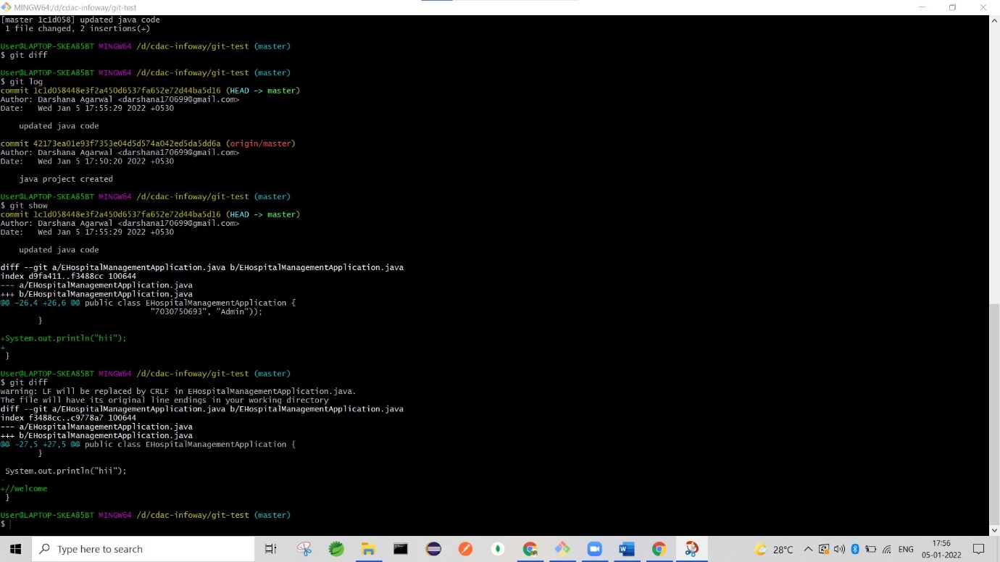 MINGW64:/d/cdac-infoway/git-test
[master 1c1d058] updated java code
 1 file changed, 2 insertions(+)
User@LAPTOP-SKEA85BT MINGW64 /d/cdac-infoway/git-test (master)
$ git diff
User@LAPTOP-SKEA85BT MINGW64 /d/cdac-infoway/git-test (master)
$ git log
commit 1c1d058448e3f2a450d6537fa652e72d44ba5d16 (HEAD -> master)
Author: Darshana Agarwal <darshana170699@gmail.com>
Date:   Wed Jan 5 17:55:29 2022 +0530
    updated java code
commit 42173ea01e93f7353e04d5d574a042ed5da5dd6a (origin/master)
Author: Darshana Agarwal <darshana170699@gmail.com>
Date:   Wed Jan 5 17:50:20 2022 +0530
    java project created
User@LAPTOP-SKEA85BT MINGW64 /d/cdac-infoway/git-test (master)
$ git show
commit 1c1d058448e3f2a450d6537fa652e72d44ba5d16 (HEAD -> master)
Author: Darshana Agarwal <darshana170699@gmail.com>
Date:   Wed Jan 5 17:55:29 2022 +0530
    updated java code
diff --git a/EHospitalManagementApplication.java b/EHospitalManagementApplication.java
index d9fa411..f3488cc 100644
--- a/EHospitalManagementApplication.java
+++ b/EHospitalManagementApplication.java
@@ -26,4 +26,6 @@ public class EHospitalManagementApplication {
                                "7030750693", "Admin"));
        }
+System.out.println("hii");
+
 }
User@LAPTOP-SKEA85BT MINGW64 /d/cdac-infoway/git-test (master)
$ git diff
warning: LF will be replaced by CRLF in EHospitalManagementApplication.java.
The file will have its original line endings in your working directory
diff --git a/EHospitalManagementApplication.java b/EHospitalManagementApplication.java
index f3488cc..c9778a7 100644
--- a/EHospitalManagementApplication.java
+++ b/EHospitalManagementApplication.java
@@ -27,5 +27,5 @@ public class EHospitalManagementApplication {
        }
 System.out.println("hii");
-
+//welcome
 }
User@LAPTOP-SKEA85BT MINGW64 /d/cdac-infoway/git-test (master)
$
Type here to search
28°C
ENG
17:56
05-01-2022